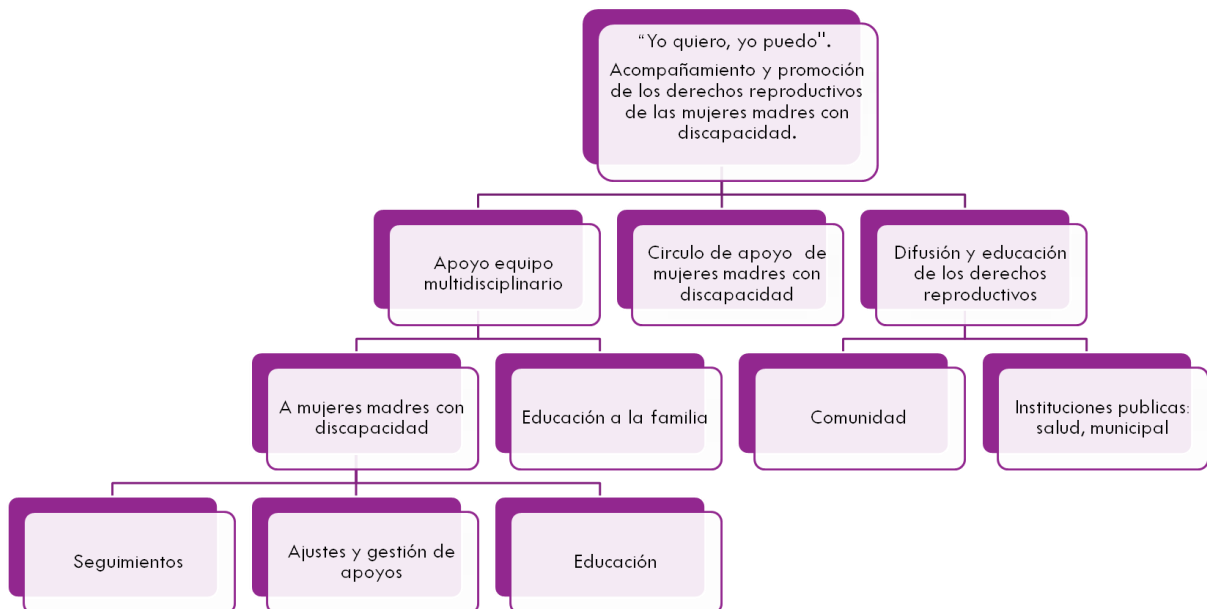 “Yo quiero, yo puedo".
Acompañamiento y promoción
de los derechos reproductivos
de las mujeres madres con
discapacidad.
Apoyo equipo
multidisciplinario
Circulo de apoyo de
mujeres madres con
discapacidad
Difusión y educación
de los derechos
reproductivos
A mujeres madres con
discapacidad
Educación a la familia
Comunidad
Instituciones publicas:
salud, municipal
Seguimientos
Ajustes y gestión de
apoyos
Educación